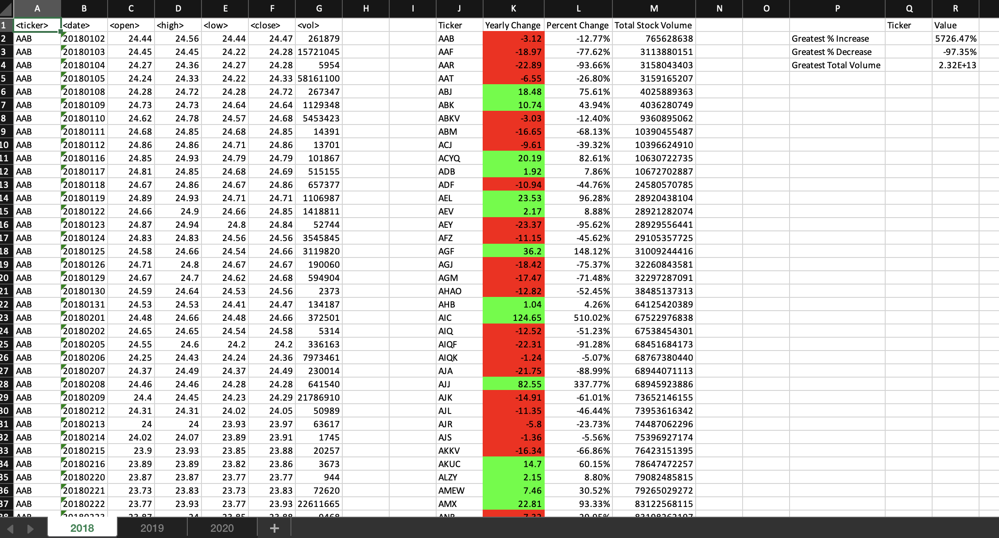 A B C D E F G H I J K L M N O P Q R
1 <ticker> <date> <open> <high> <low> <close> <vol> Ticker Yearly Change Percent Change Total Stock Volume Ticker Value
2 AAB 20180102 24.44 24.56 24.44 24.47 261879 AAB -3.12 -12.77% 765628638 Greatest % Increase 5726.47%
3 AAB 20180103 24.45 24.45 24.22 24.28 15721045 AAF -18.97 -77.62% 3113880151 Greatest % Decrease -97.35%
4 AAB 20180104 24.27 24.36 24.27 24.28 5954 AAR -22.89 -93.66% 3158043403 Greatest Total Volume 2.32E+13
5 AAB 20180105 24.24 24.33 24.22 24.33 58161100 AAT -6.55 -26.80% 3159165207
6 AAB 20180108 24.28 24.72 24.28 24.72 267347 ABJ 18.48 75.61% 4025889363
7 AAB 20180109 24.73 24.73 24.64 24.64 1129348 ABK 10.74 43.94% 4036280749
8 AAB 20180110 24.62 24.78 24.57 24.68 5453423 ABKV -3.03 -12.40% 9360895062
9 AAB 20180111 24.68 24.85 24.68 24.85 14391 ABM -16.65 -68.13% 10390455487
10 AAB 20180112 24.86 24.86 24.71 24.86 13701 ACJ -9.61 -39.32% 10396624910
11 AAB 20180116 24.85 24.93 24.79 24.79 101867 ACYQ 20.19 82.61% 10630722735
12 AAB 20180117 24.81 24.85 24.68 24.69 515155 ADB 1.92 7.86% 10672702887
13 AAB 20180118 24.67 24.86 24.67 24.86 657377 ADF -10.94 -44.76% 24580570785
14 AAB 20180119 24.89 24.93 24.71 24.71 1106987 AEL 23.53 96.28% 28920438104
15 AAB 20180122 24.66 24.9 24.66 24.85 1418811 AEV 2.17 8.88% 28921282074
16 AAB 20180123 24.87 24.94 24.8 24.84 52744 AEY -23.37 -95.62% 28929556441
17 AAB 20180124 24.83 24.83 24.56 24.56 3545845 AFZ -11.15 -45.62% 29105357725
18 AAB 20180125 24.58 24.66 24.54 24.66 3119820 AGF 36.2 148.12% 31009244416
19 AAB 20180126 24.71 24.8 24.67 24.67 190060 AGJ -18.42 -75.37% 32260843581
20 AAB 20180129 24.67 24.7 24.62 24.68 594904 AGM -17.47 -71.48% 32297287091
21 AAB 20180130 24.59 24.64 24.53 24.56 2373 AHAO -12.82 -52.45% 38485137313
22 AAB 20180131 24.53 24.53 24.41 24.47 134187 AHB 1.04 4.26% 64125420389
23 AAB 20180201 24.48 24.66 24.48 24.66 372501 AIC 124.65 510.02% 67522976838
24 AAB 20180202 24.65 24.65 24.54 24.58 5314 AIQ -12.52 -51.23% 67538454301
25 AAB 20180205 24.55 24.6 24.2 24.2 336163 AIQF -22.31 -91.28% 68451684173
26 AAB 20180206 24.25 24.43 24.24 24.36 7973461 AIQK -1.24 -5.07% 68767380440
27 AAB 20180207 24.37 24.49 24.37 24.49 230014 AJA -21.75 -88.99% 68944071113
28 AAB 20180208 24.46 24.46 24.28 24.28 641540 AJJ 82.55 337.77% 68945923886
29 AAB 20180209 24.4 24.45 24.23 24.29 21786910 AJK -14.91 -61.01% 73652146155
30 AAB 20180212 24.31 24.31 24.02 24.05 50989 AJL -11.35 -46.44% 73953616342
31 AAB 20180213 24 24 23.93 23.97 63617 AJR -5.8 -23.73% 74487062296
32 AAB 20180214 24.02 24.07 23.89 23.91 1745 AJS -1.36 -5.56% 75396927174
33 AAB 20180215 23.9 23.93 23.85 23.88 20257 AKKV -16.34 -66.86% 76423151395
34 AAB 20180216 23.89 23.89 23.82 23.86 3673 AKUC 14.7 60.15% 78647472257
35 AAB 20180220 23.87 23.87 23.77 23.77 944 ALZY 2.15 8.80% 79082485815
36 AAB 20180221 23.73 23.83 23.73 23.83 72620 AMEW 7.46 30.52% 79265029272
37 AAB 20180222 23.77 23.93 23.77 23.93 22611665 AMX 22.81 93.33% 83122568115
2018 2019 2020